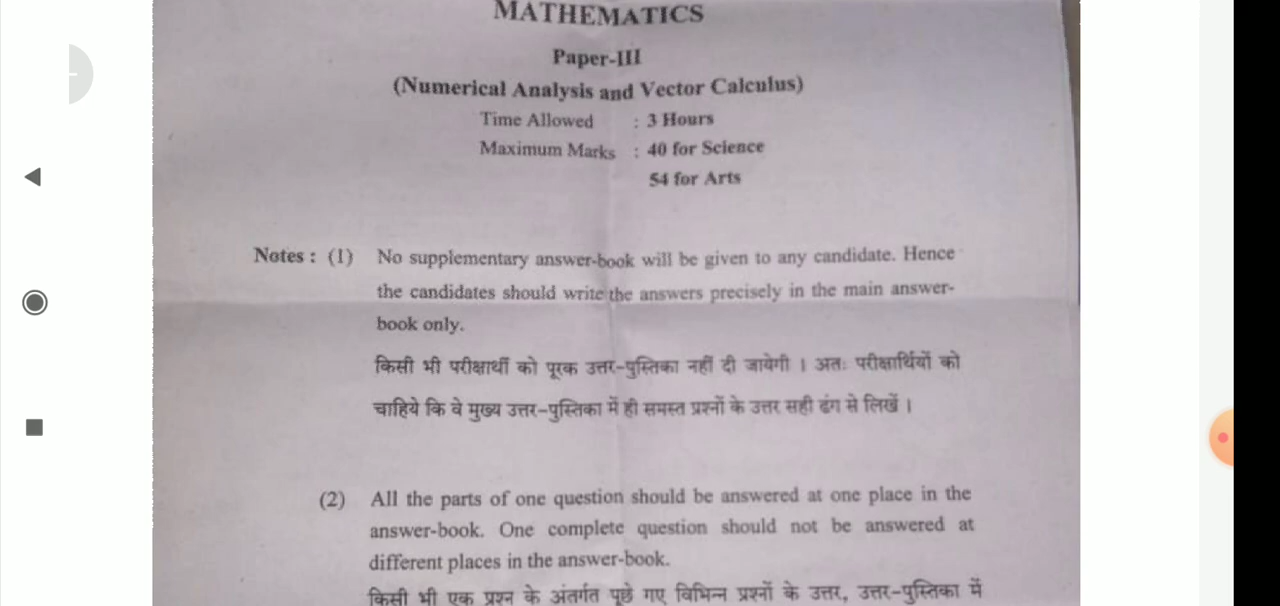 MATHEMATICS
Paper-III
(Numerical Analysis and Vector Calculus)
Time Allowed : 3 Hours
Maximum Marks : 40 for Science
54 for Arts
Notes : (1) No supplementary answer-book will be given to any candidate. Hence
the candidates should write the answers precisely in the main answer-
book only.
किसी भी परीक्षार्थी को पूरक उत्तर-पुस्तिका नहीं दी जायेगी । अतः परीक्षार्थियों को
चाहिये कि वे मुख्य उत्तर-पुस्तिका में ही समस्त प्रश्नों के उत्तर सही ढंग से लिखें ।
(2) All the parts of one question should be answered at one place in the
answer-book. One complete question should not be answered at
different places in the answer-book.
किसी भी एक प्रश्न के अंतर्गत पूछे गए विभिन्न प्रश्नों के उत्तर, उत्तर-पुस्तिका में